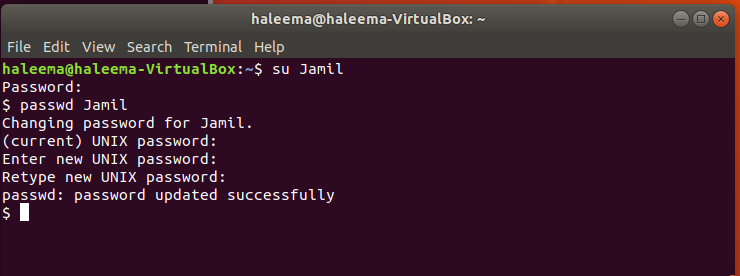 haleema@haleema-VirtualBox: ~
File Edit View Search Terminal Help
haleema@haleema-VirtualBox:~$ su Jamil
Password:
$ passwd Jamil
Changing password for Jamil.
(current) UNIX password:
Enter new UNIX password:
Retype new UNIX password:
passwd: password updated successfully
$